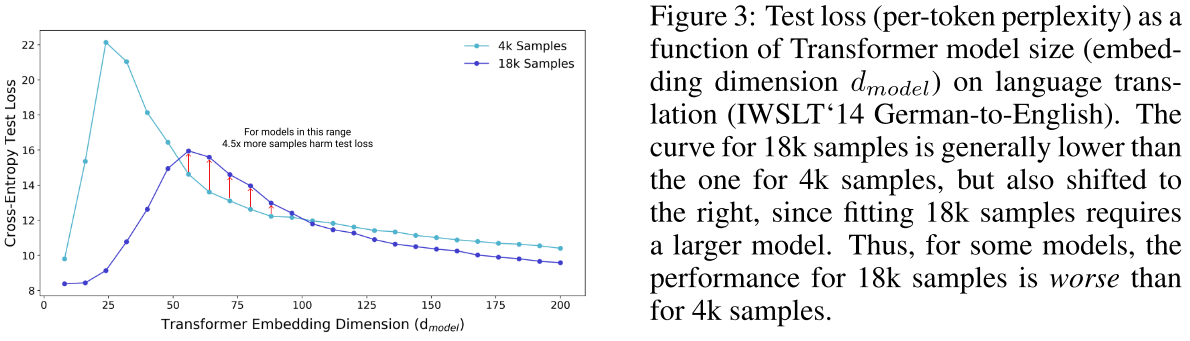 22
20
18
16
14
12
10
8
Cross-Entropy Test Loss
4k Samples
18k Samples
For models in this range
4.5x more samples harm test loss
0 25 50 75 100 125 150 175 200
Transformer Embedding Dimension (d_model)
Figure 3: Test loss (per-token perplexity) as a
function of Transformer model size (embed-
ding dimension d_model) on language trans-
lation (IWSLT‘14 German-to-English). The
curve for 18k samples is generally lower than
the one for 4k samples, but also shifted to
the right, since fitting 18k samples requires
a larger model. Thus, for some models, the
performance for 18k samples is worse than
for 4k samples.